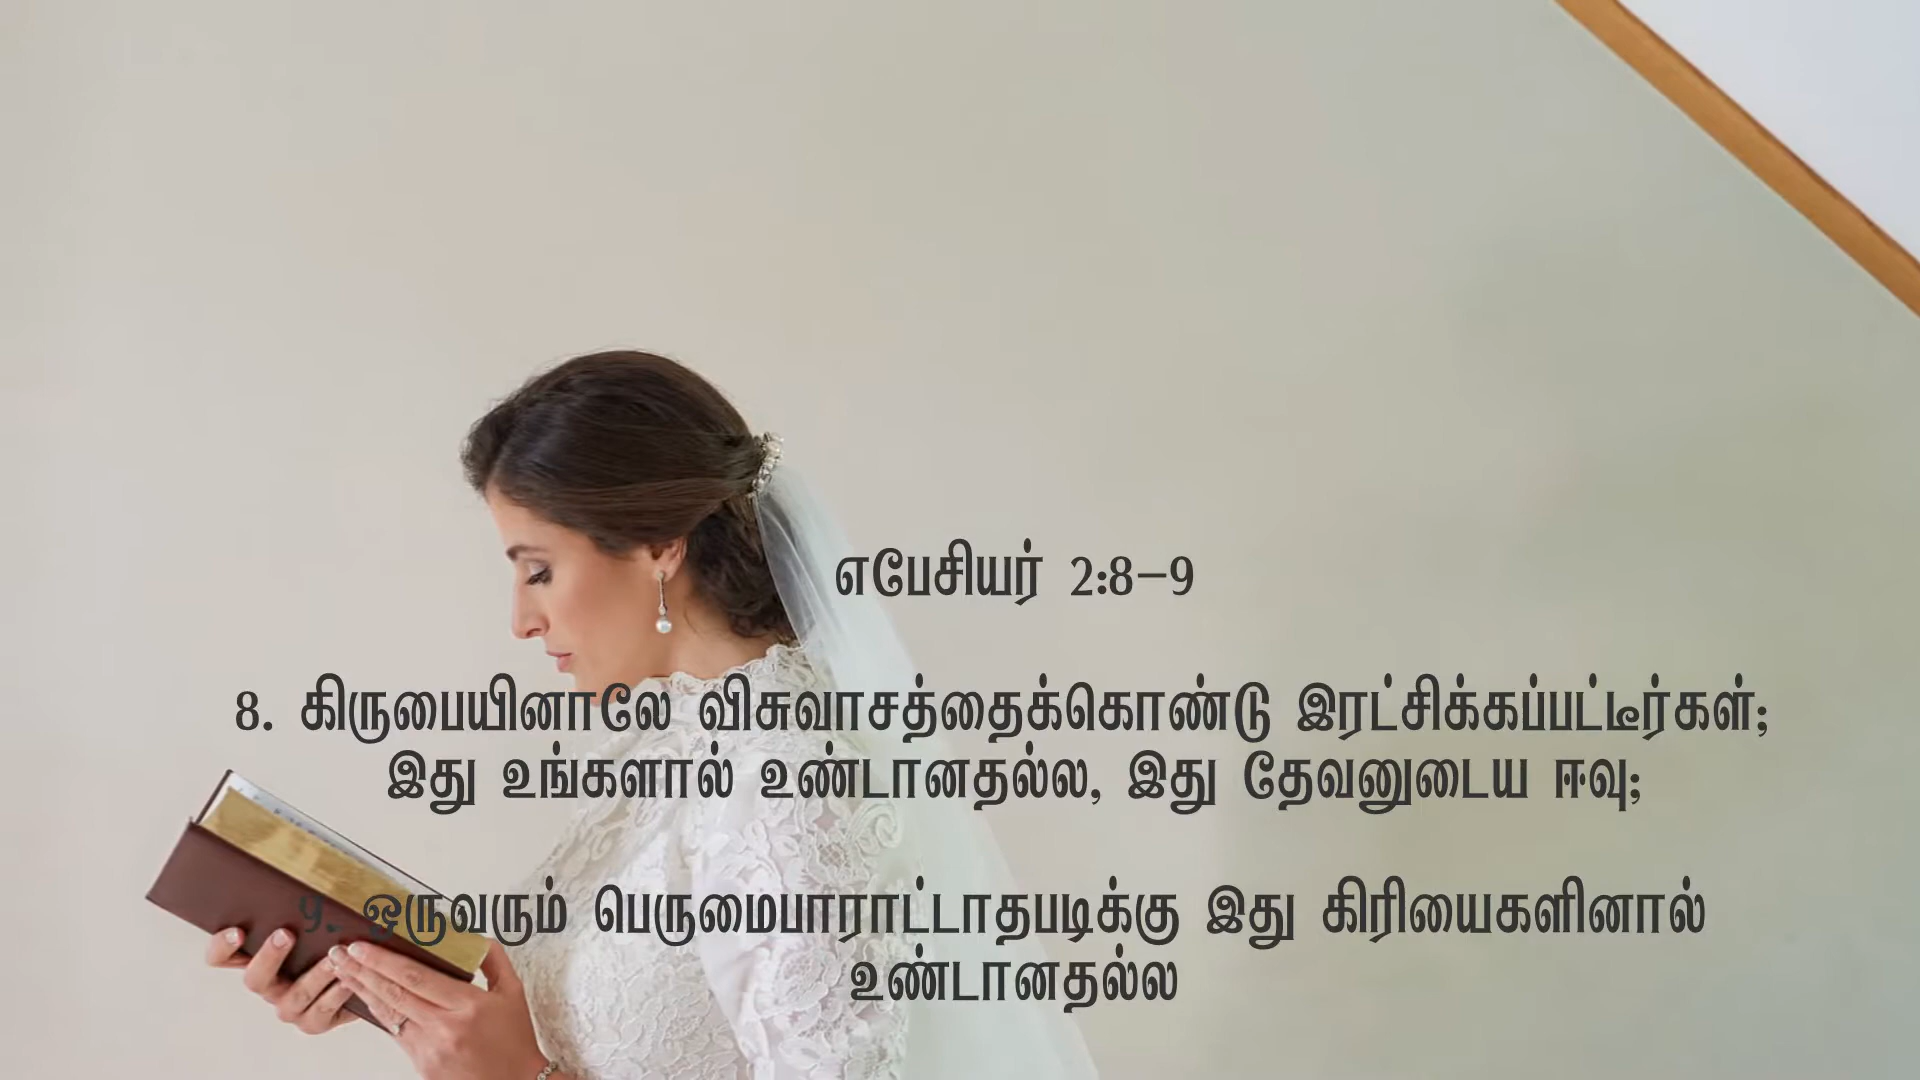 எபேசியர் 2:8-9
8. கிருபையினாலே விசுவாசத்தைக்கொண்டு இரட்சிக்கப்பட்டீர்கள்;
இது உங்களால் உண்டானதல்ல, இது தேவனுடைய ஈவு;
9. ஒருவரும் பெருமைபாராட்டாதபடிக்கு இது கிரியைகளினால்
உண்டானதல்ல